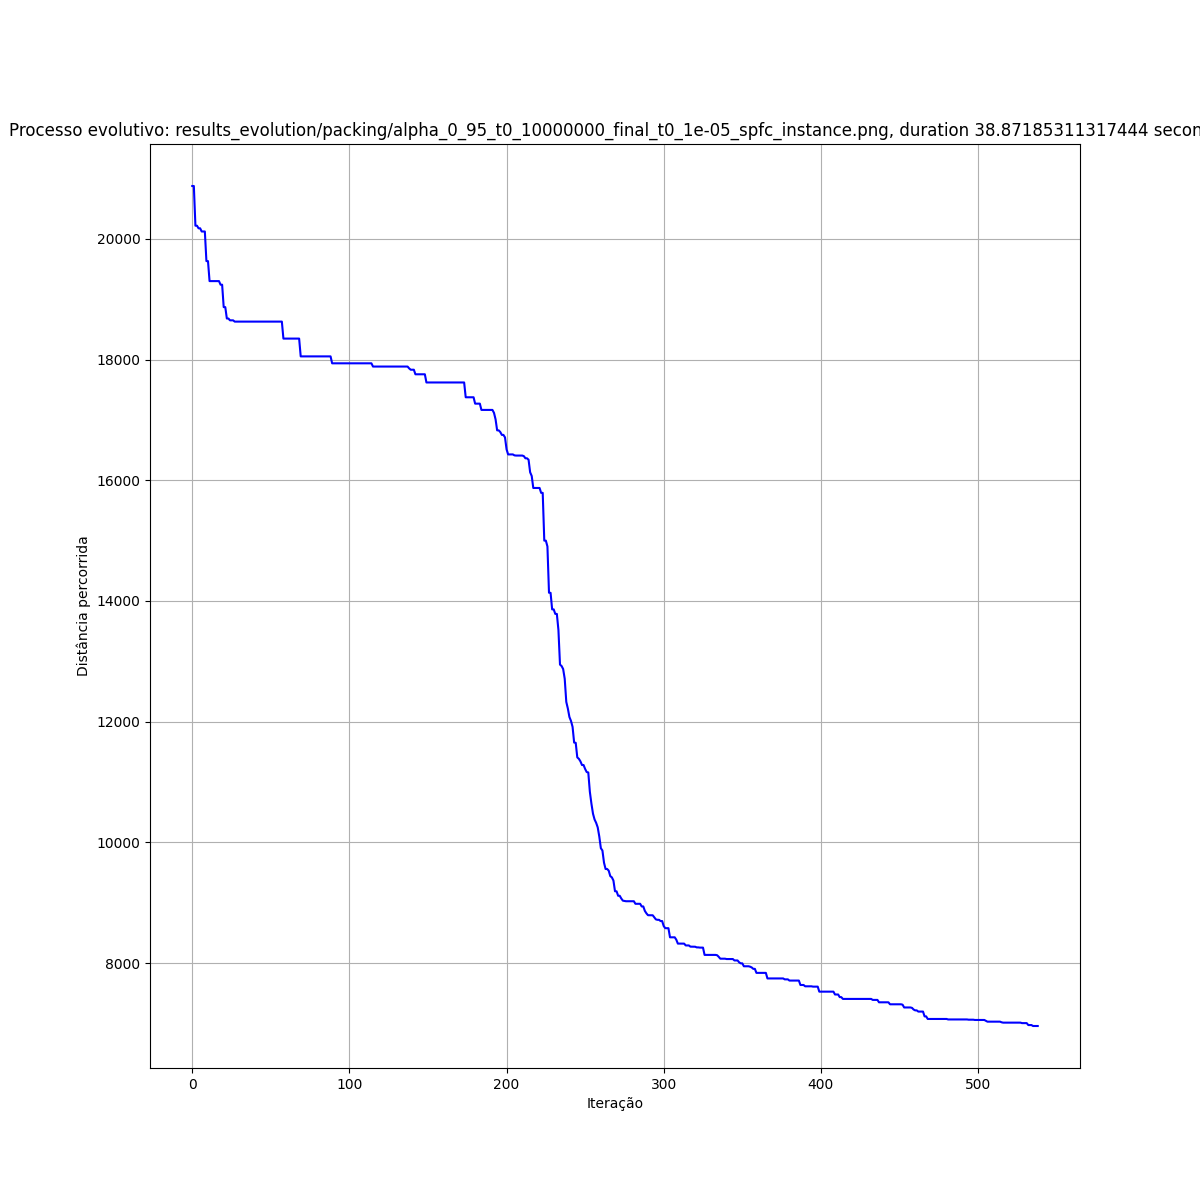 Processo evolutivo: results_evolution/packing/alpha_0_95_t0_10000000_final_t0_1e-05_spfc_instance.png, duration 38.87185311317444 secon
20000
18000
16000
14000
12000
10000
8000
Distância percorrida
0 100 200 300 400 500
Iteração